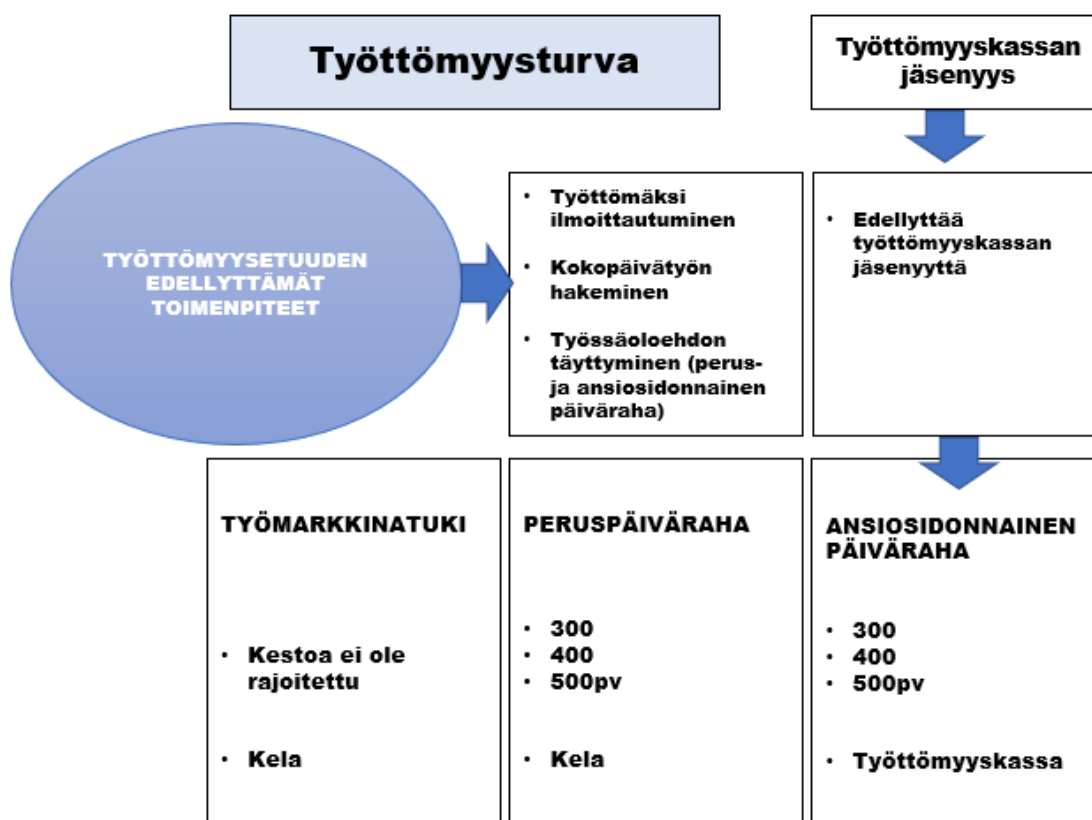 Työttömyysturva
Työttömyyskassan
jäsenyys
TYÖTTÖMYYSETUUDEN
EDELLYTTÄMÄT
TOIMENPITEET
• Työttömäksi
ilmoittautuminen
• Kokopäivätyön
hakeminen
• Työssäoloehdon
täyttyminen (perus-
ja ansiosidonnainen
päiväraha)
• Edellyttää
työttömyyskassan
jäsenyyttä
TYÖMARKKINATUKI
• Kestoa ei ole
rajoitettu
• Kela
PERUSPÄIVÄRAHA
• 300
• 400
• 500pv
• Kela
ANSIOSIDONNAINEN
PÄIVÄRAHA
• 300
• 400
• 500pv
• Työttömyyskassa